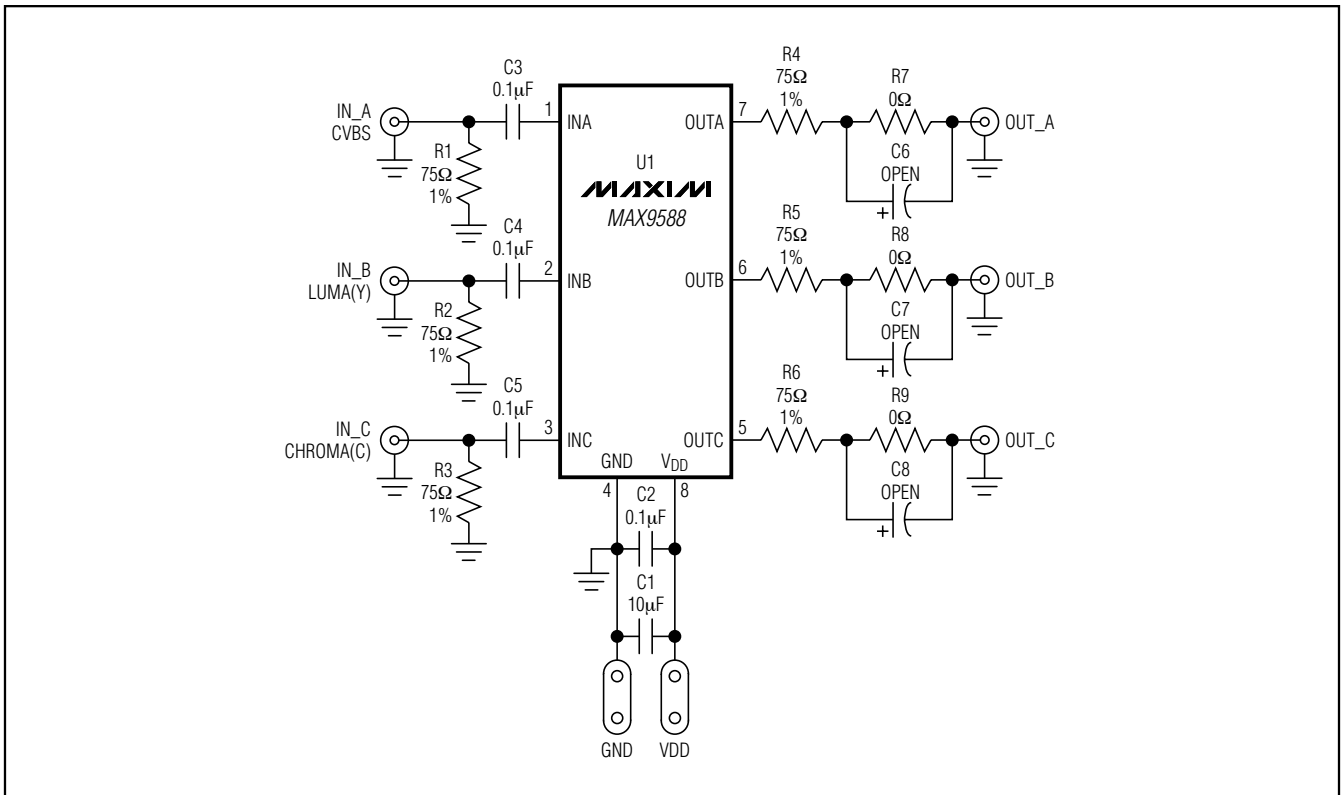 C3
0.1µF
IN_A
CVBS
R1
75Ω
1%
1
INA
C4
0.1µF
IN_B
LUMA(Y)
R2
75Ω
1%
2
INB
C5
0.1µF
IN_C
CHROMA(C)
R3
75Ω
1%
3
INC
U1
MAXIM
MAX9588
OUTA
7
R4
75Ω
1%
R7
0Ω
C6
OPEN
+
OUT_A
OUTB
6
R5
75Ω
1%
R8
0Ω
C7
OPEN
+
OUT_B
OUTC
5
R6
75Ω
1%
R9
0Ω
C8
OPEN
+
OUT_C
GND
VDD
4
8
C2
0.1µF
C1
10µF
GND
VDD